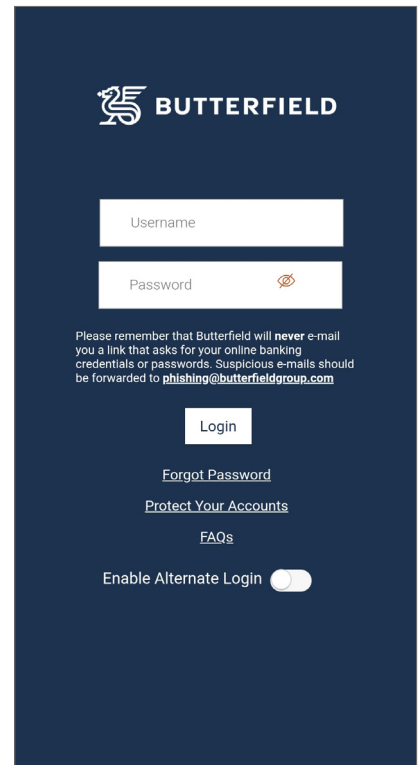 BUTTERFIELD
Username
Password
Please remember that Butterfield will never e-mail
you a link that asks for your online banking
credentials or passwords. Suspicious e-mails should
be forwarded to phishing@butterfieldgroup.com
Login
Forgot Password
Protect Your Accounts
FAQs
Enable Alternate Login